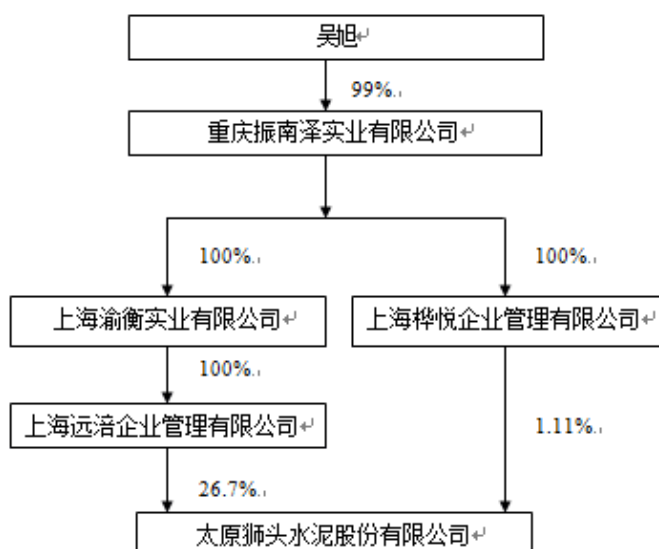 吴旭
99%
重庆振南泽实业有限公司
100%
100%
上海渝衡实业有限公司
上海桦悦企业管理有限公司
100%
上海远涪企业管理有限公司
1.11%
26.7%
太原狮头水泥股份有限公司